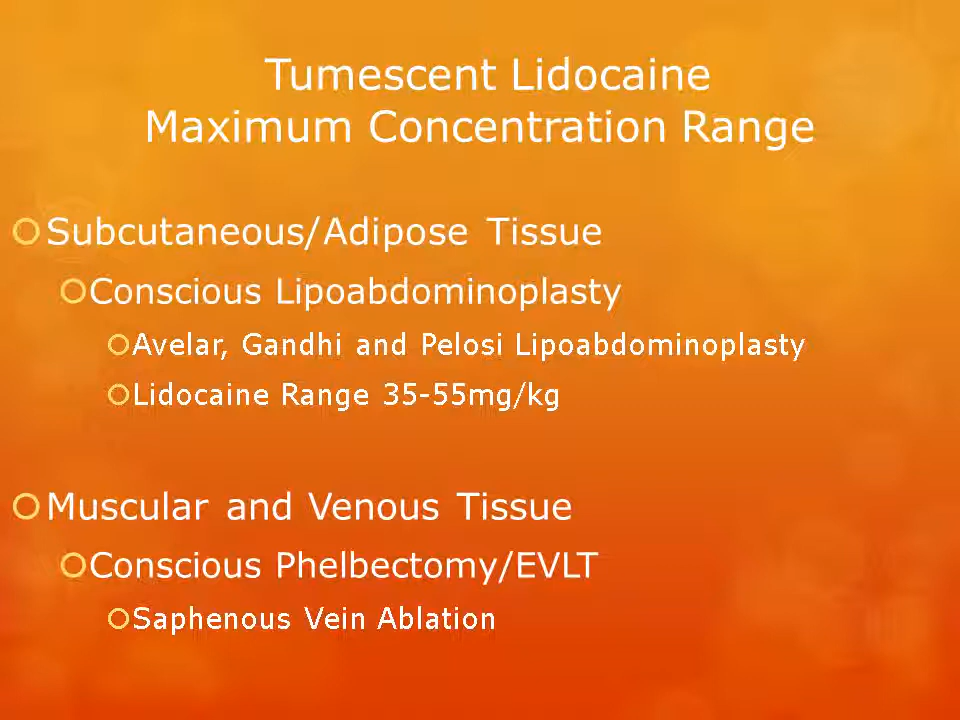 Tumescent Lidocaine
Maximum Concentration Range
Subcutaneous/Adipose Tissue
Conscious Lipoabdominoplasty
Avelar, Gandhi and Pelosi Lipoabdominoplasty
Lidocaine Range 35-55mg/kg
Muscular and Venous Tissue
Conscious Phelbectomy/EVLT
Saphenous Vein Ablation